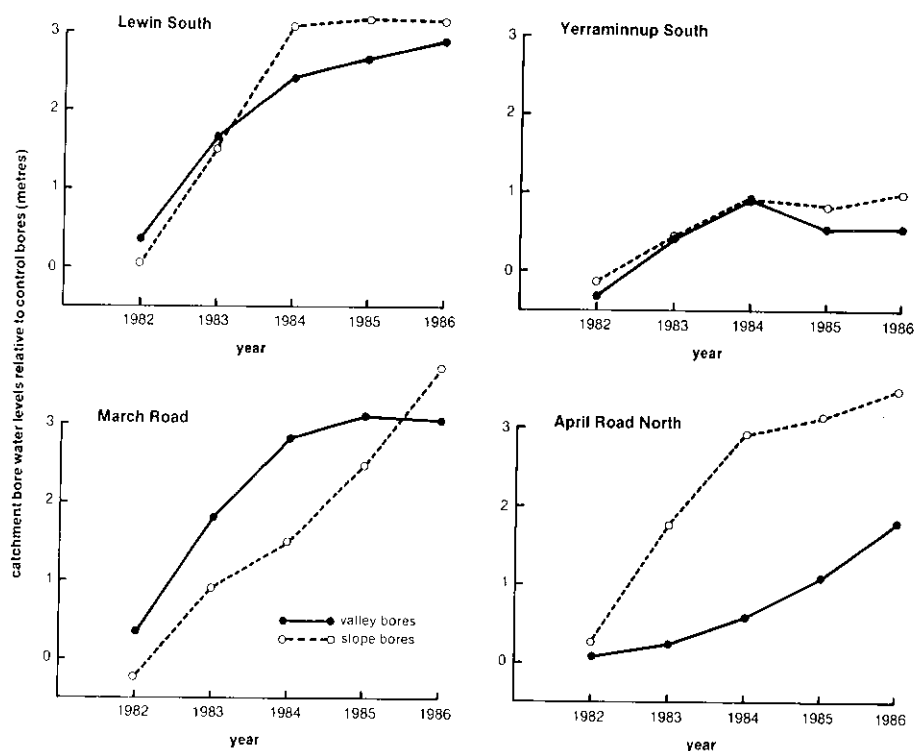 Lewin South
3
2
1
0
1982 1983 1984 1985 1986
year
Yerraminnup South
3
2
1
0
1982 1983 1984 1985 1986
year
catchment bore water levels relative to control bores (metres)
March Road
3
2
1
0
valley bores
slope bores
1982 1983 1984 1985 1986
year
April Road North
3
2
1
0
1982 1983 1984 1985 1986
year